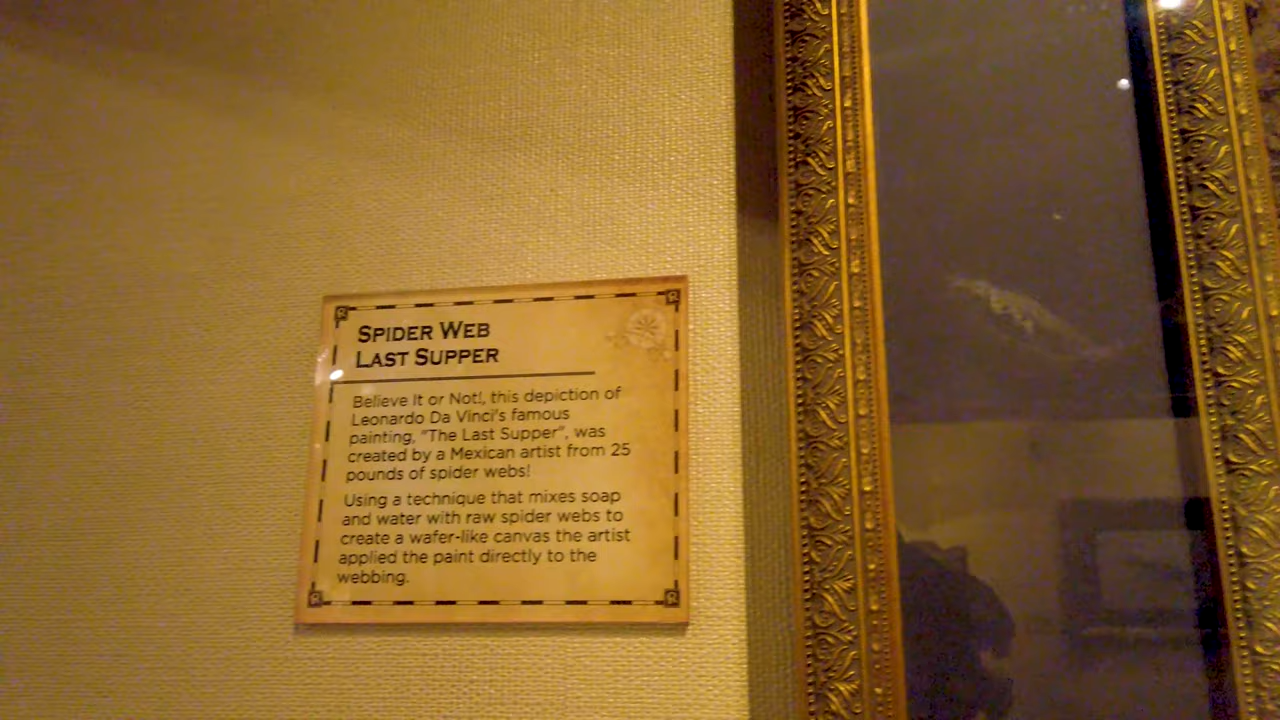 SPIDER WEB
LAST SUPPER
Believe It or Not!, this depiction of
Leonardo Da Vinci's famous
painting, "The Last Supper", was
created by a Mexican artist from 25
pounds of spider webs!
Using a technique that mixes soap
and water with raw spider webs to
create a wafer-like canvas the artist
applied the paint directly to the
webbing.